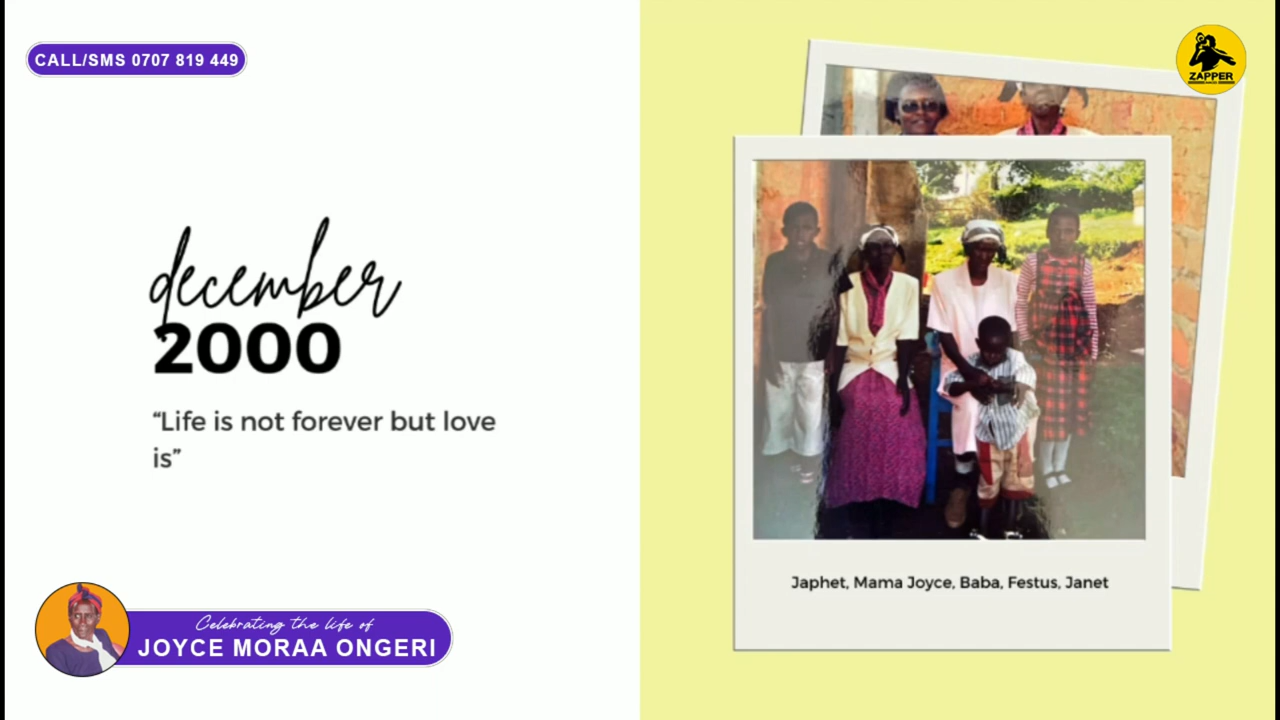 CALL/SMS 0707 819 449
ZAPPER
december
2000
“Life is not forever but love
is”
Japhet, Mama Joyce, Baba, Festus, Janet
Celebrating the life of
JOYCE MORAA ONGERI